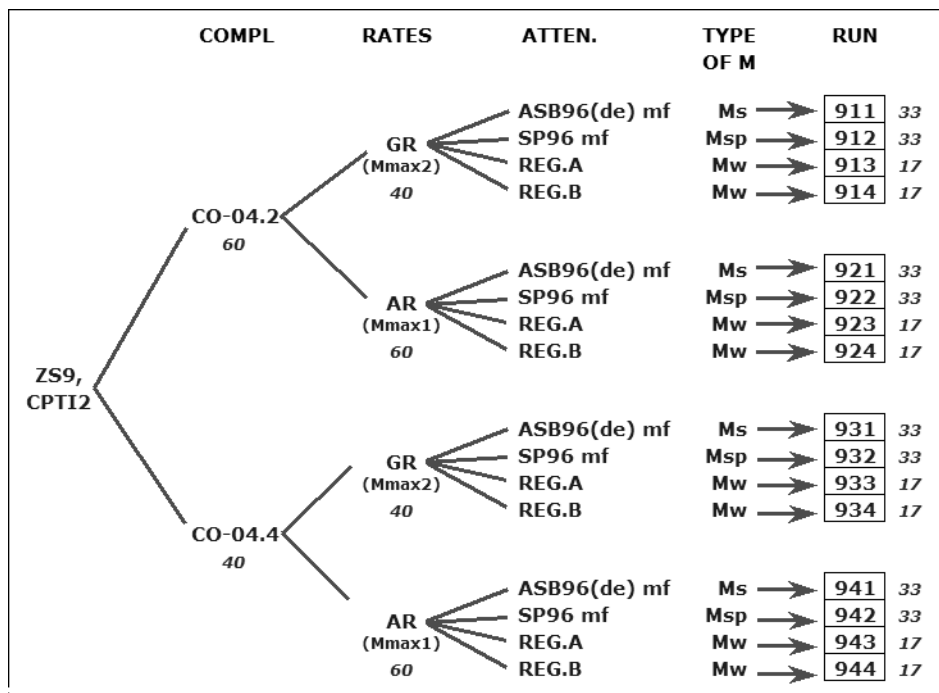 COMPL RATES ATTEN. TYPE OF M RUN
ASB96(de) mf Ms 911 33
SP96 mf Msp 912 33
GR
(Mmax2)
40
REG.A Mw 913 17
REG.B Mw 914 17
CO-04.2
60
ASB96(de) mf Ms 921 33
SP96 mf Msp 922 33
AR
(Mmax1)
60
REG.A Mw 923 17
REG.B Mw 924 17
ZS9,
CPTI2
ASB96(de) mf Ms 931 33
SP96 mf Msp 932 33
GR
(Mmax2)
40
REG.A Mw 933 17
REG.B Mw 934 17
CO-04.4
40
ASB96(de) mf Ms 941 33
SP96 mf Msp 942 33
AR
(Mmax1)
60
REG.A Mw 943 17
REG.B Mw 944 17